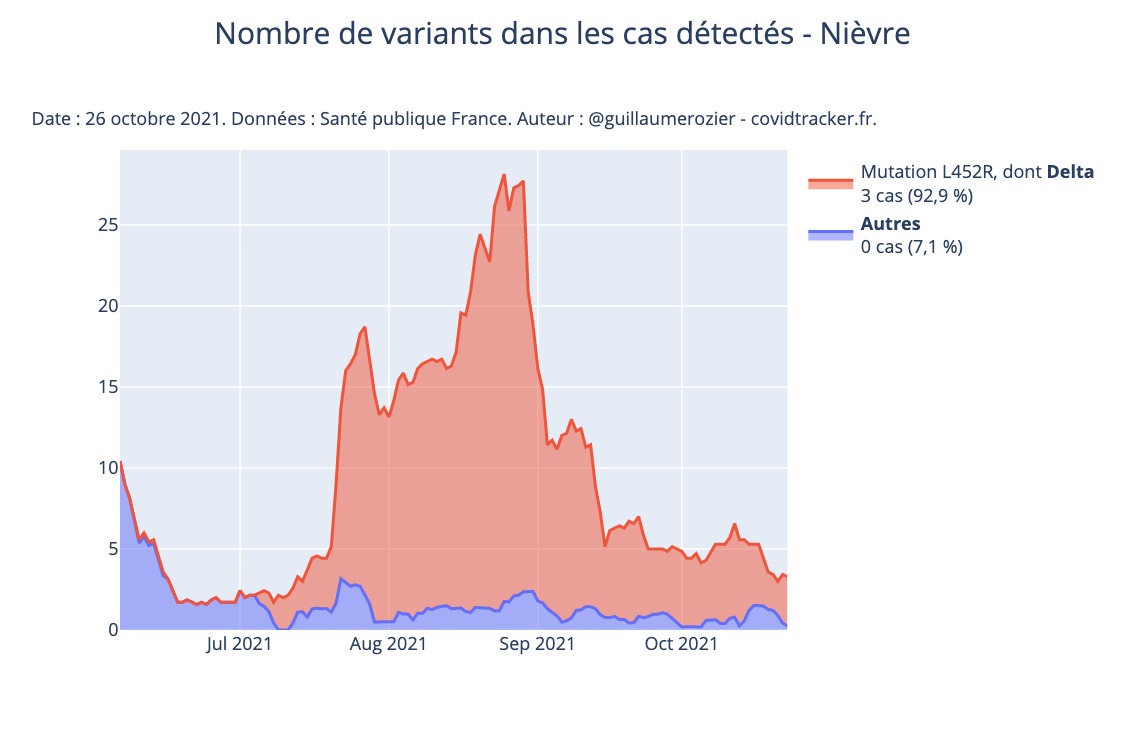 Nombre de variants dans les cas détectés - Nièvre
Date : 26 octobre 2021. Données : Santé publique France. Auteur : @guillaumerozier - covidtracker.fr.
Mutation L452R, dont Delta
3 cas (92,9 %)
Autres
0 cas (7,1 %)
25
20
15
10
5
0
Jul 2021
Aug 2021
Sep 2021
Oct 2021